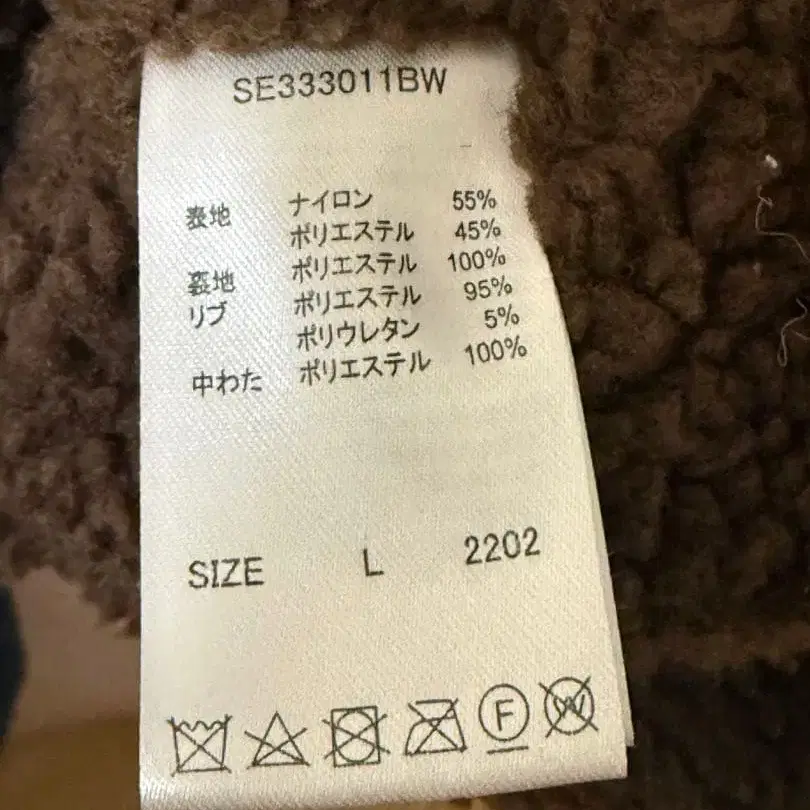 SE333011BW
表地 ナイロン 55%
ポリエステル 45%
裏地 ポリエステル 100%
リブ ポリエステル 95%
ポリウレタン 5%
中わた ポリエステル 100%
SIZE L 2202
F W